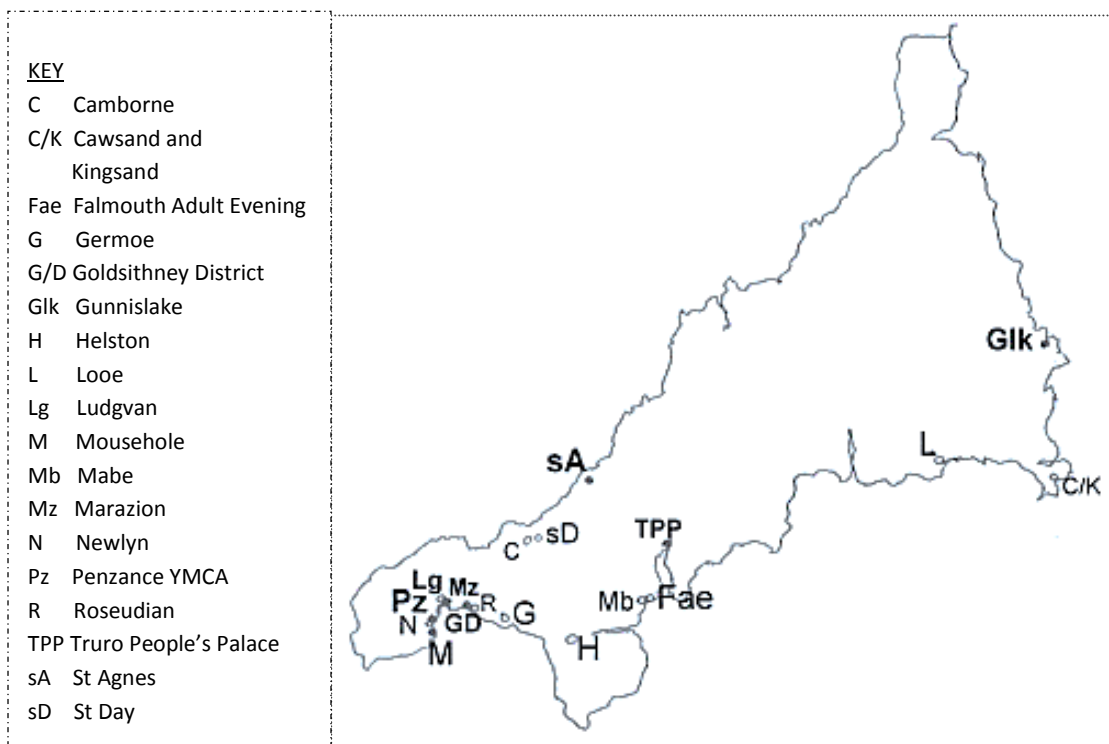 KEY
C Camborne
C/K Cawsand and
Kingsand
Fae Falmouth Adult Evening
G Germoe
G/D Goldsithney District
Glk Gunnislake
H Helston
L Looe
Lg Ludgvan
M Mousehole
Mb Mabe
Mz Marazion
N Newlyn
Pz Penzance YMCA
R Roseudian
TPP Truro People’s Palace
sA St Agnes
sD St Day
Glk
L
sA
C/K
C
sD
TPP
Lg
Mz
Pz
R
Mb
Fae
N
GD
G
M
H